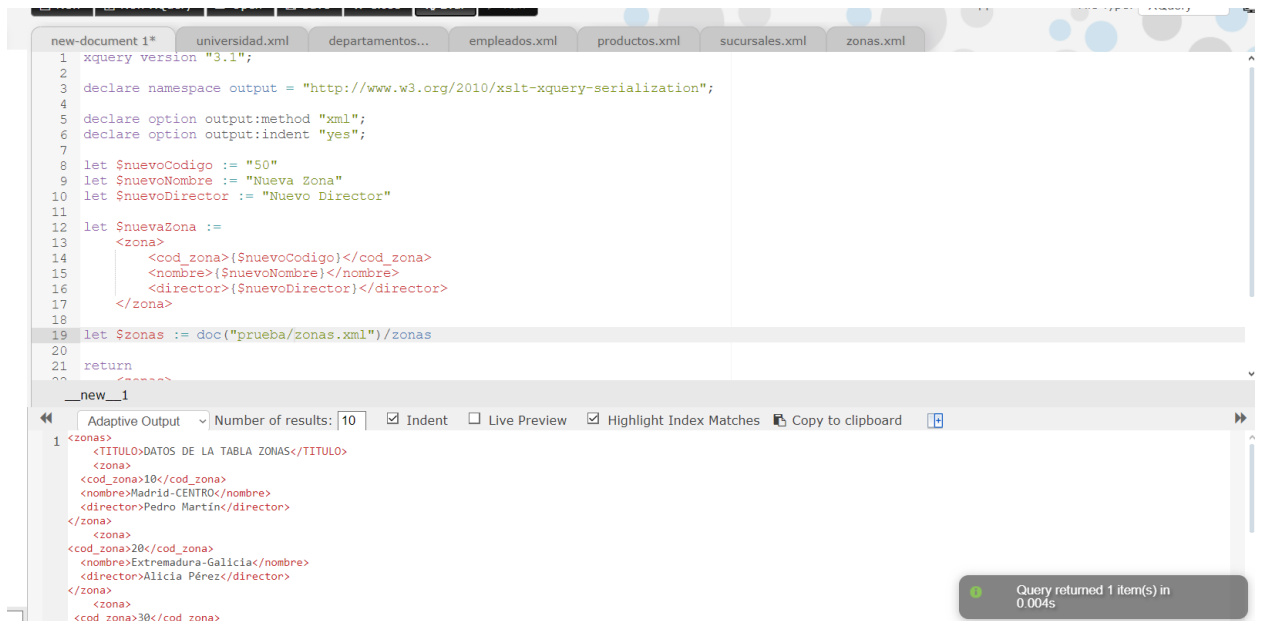 new-document 1*
universidad.xml
departamentos...
empleados.xml
productos.xml
sucursales.xml
zonas.xml
1 xquery version "3.1";
2
3 declare namespace output = "http://www.w3.org/2010/xslt-xquery-serialization";
4
5 declare option output:method "xml";
6 declare option output:indent "yes";
7
8 let $nuevoCodigo := "50"
9 let $nuevoNombre := "Nueva Zona"
10 let $nuevoDirector := "Nuevo Director"
11
12 let $nuevaZona :=
13 <zona>
14 <cod_zona>{$nuevoCodigo}</cod_zona>
15 <nombre>{$nuevoNombre}</nombre>
16 <director>{$nuevoDirector}</director>
17 </zona>
18
19 let $zonas := doc("prueba/zonas.xml")/zonas
20
21 return
__new__1
Adaptive Output Number of results: 10 Indent Live Preview Highlight Index Matches Copy to clipboard
1 <zonas>
<TITULO>DATOS DE LA TABLA ZONAS</TITULO>
<zona>
<cod_zona>10</cod_zona>
<nombre>Madrid-CENTRO</nombre>
<director>Pedro Martín</director>
</zona>
<zona>
<cod_zona>20</cod_zona>
<nombre>Extremadura-Galicia</nombre>
<director>Alicia Pérez</director>
</zona>
<zona>
<cod_zona>30</cod_zona>
Query returned 1 item(s) in
0.004s